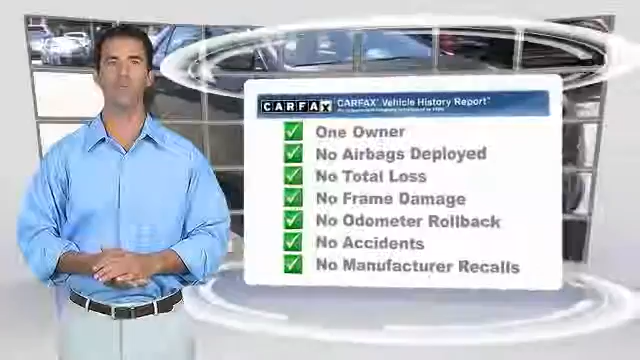 CARFAX CARFAX Vehicle History Report™
One Owner
No Airbags Deployed
No Total Loss
No Frame Damage
No Odometer Rollback
No Accidents
No Manufacturer Recalls